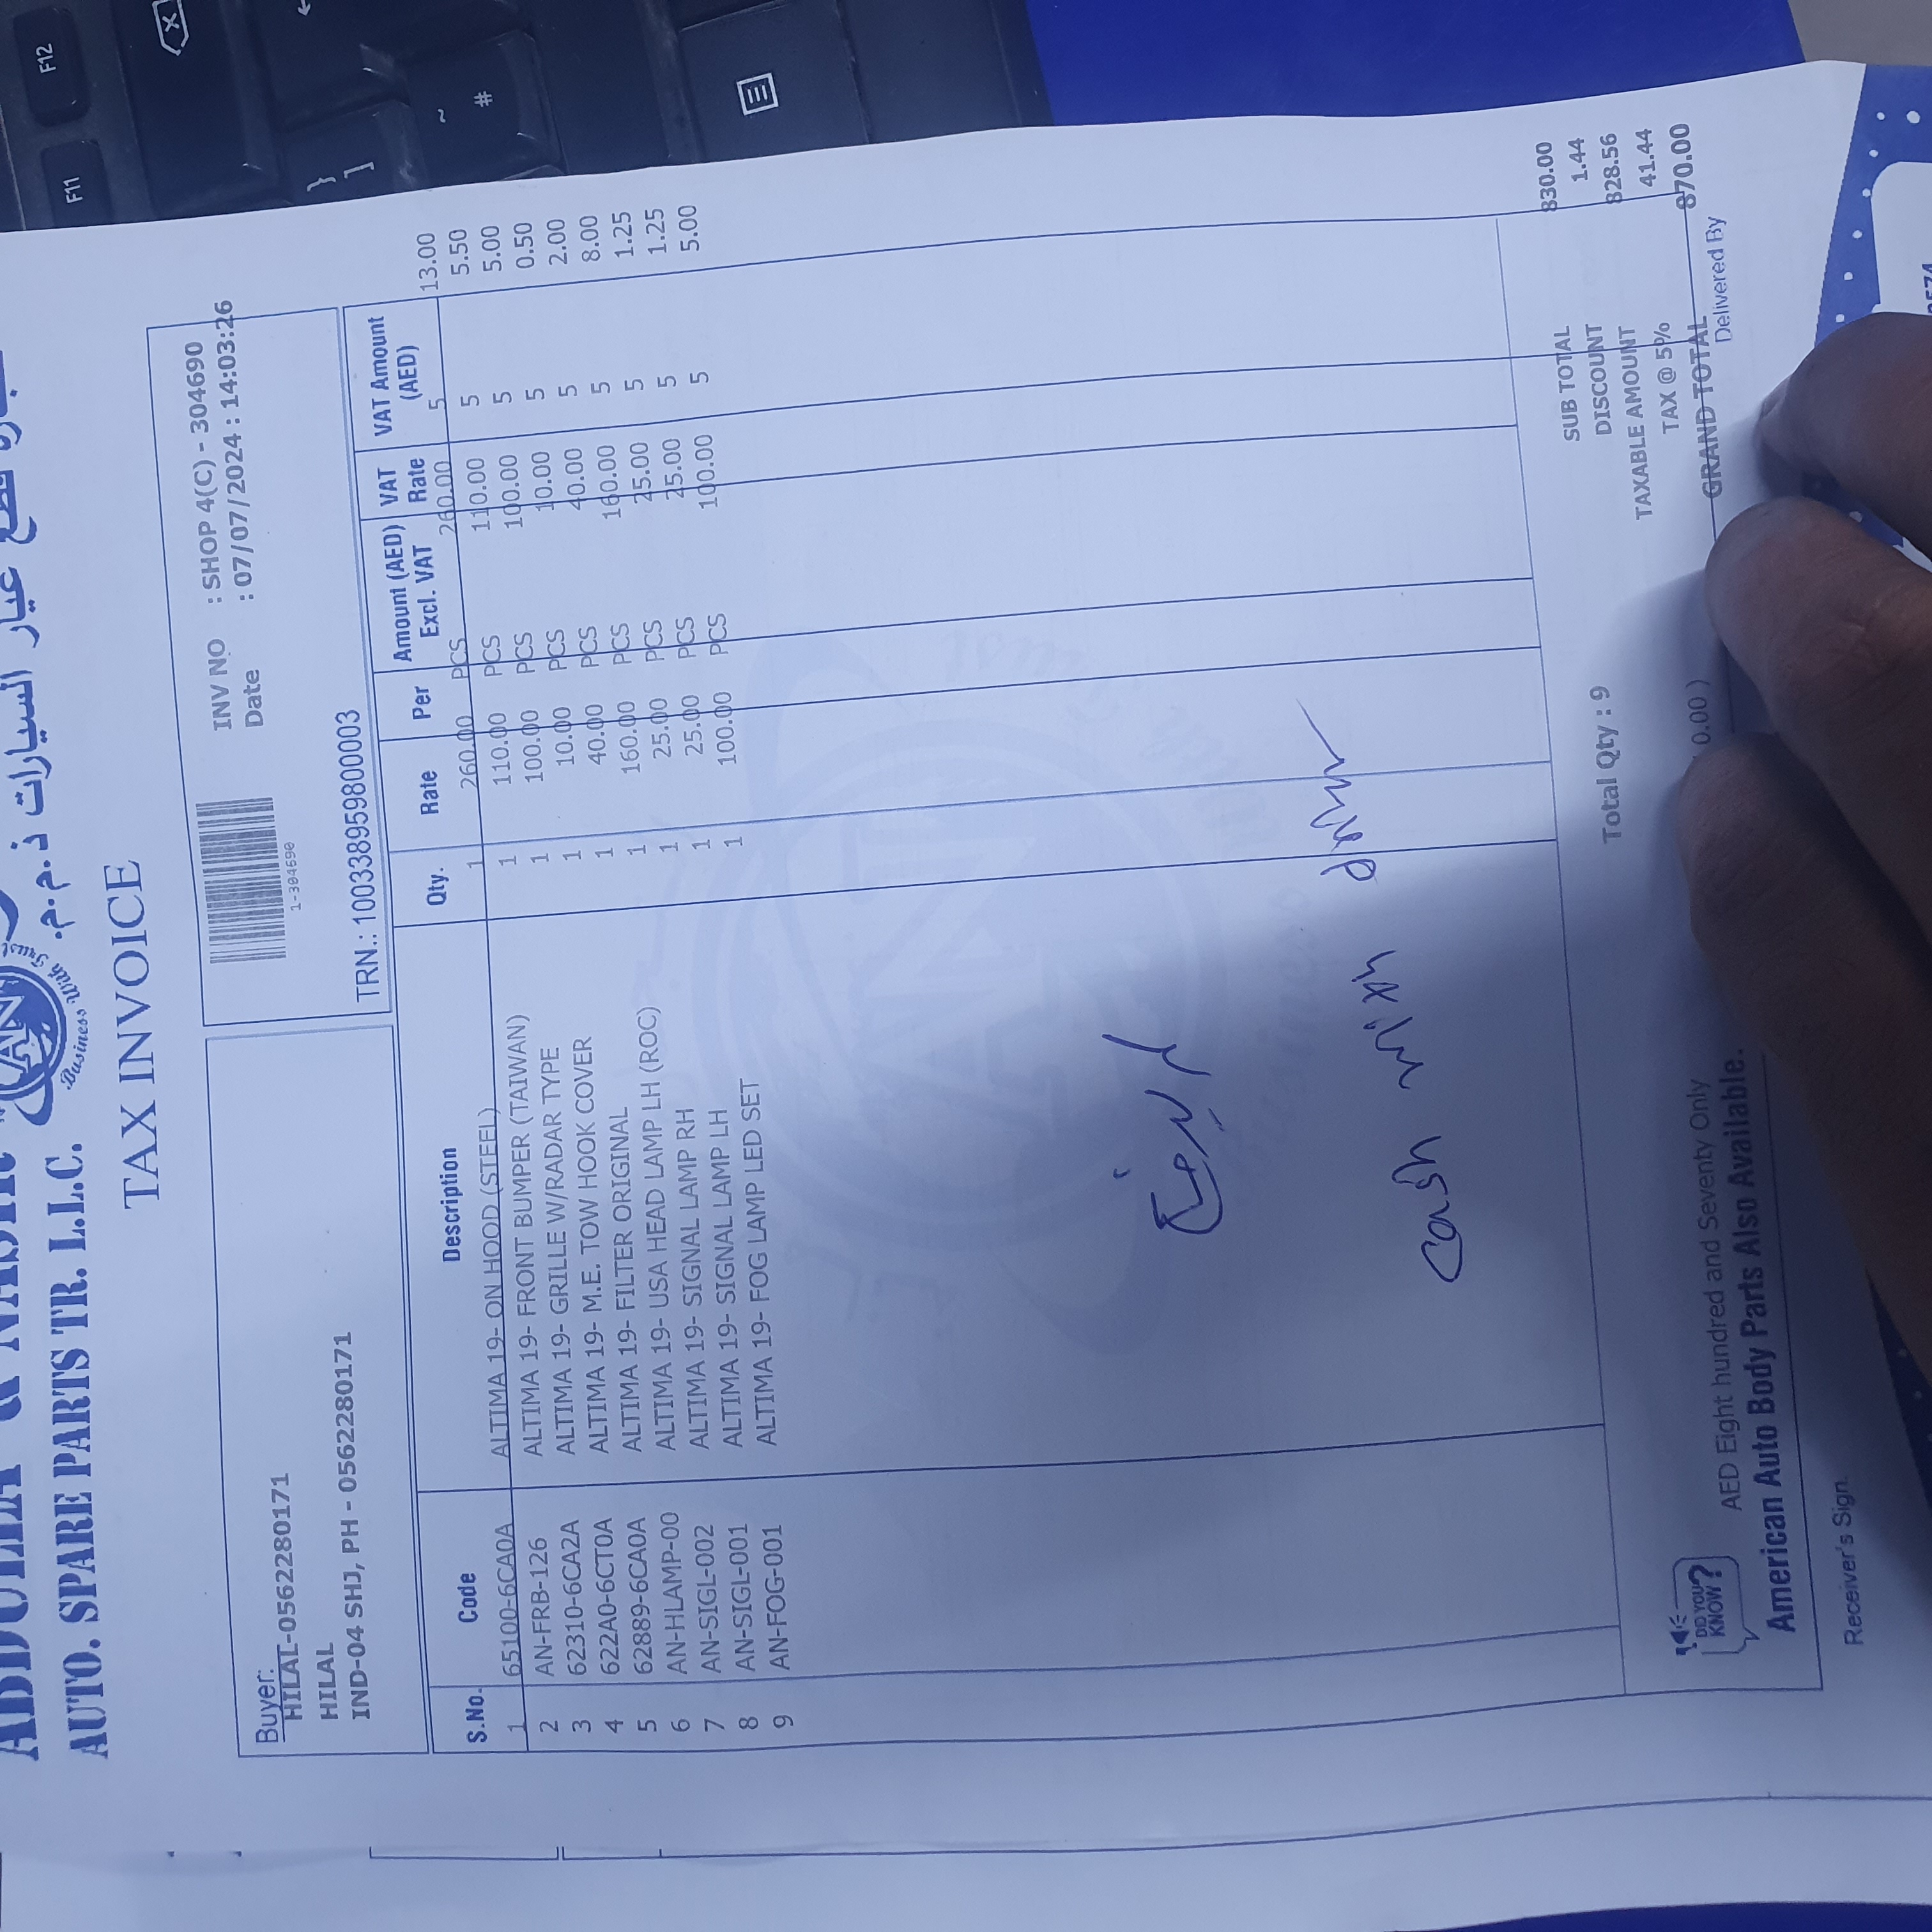 AUTO. SPARE PARTS TR. L.L.C.
Business With Trust
TAX INVOICE
Buyer:
HILAL-0562280171
HILAL
IND-04 SHJ, PH - 0562280171
1-304690
INV NO : SHOP 4(C) - 304690
Date : 07/07/2024 : 14:03:26
TRN.: 100338959800003
S.No. Code Description Qty. Rate Per Amount (AED) Excl. VAT VAT Rate VAT Amount (AED)
1 65100-6CA0A ALTIMA 19- ON HOOD (STEEL) 1 260.00 PCS 260.00 5 13.00
2 AN-FRB-126 ALTIMA 19- FRONT BUMPER (TAIWAN) 1 110.00 PCS 110.00 5 5.50
3 62310-6CA2A ALTIMA 19- GRILLE W/RADAR TYPE 1 100.00 PCS 100.00 5 5.00
4 622A0-6CT0A ALTIMA 19- M.E. TOW HOOK COVER 1 10.00 PCS 10.00 5 0.50
5 62889-6CA0A ALTIMA 19- FILTER ORIGINAL 1 40.00 PCS 40.00 5 2.00
6 AN-HLAMP-00 ALTIMA 19- USA HEAD LAMP LH (ROC) 1 160.00 PCS 160.00 5 8.00
7 AN-SIGL-002 ALTIMA 19- SIGNAL LAMP RH 1 25.00 PCS 25.00 5 1.25
8 AN-SIGL-001 ALTIMA 19- SIGNAL LAMP LH 1 25.00 PCS 25.00 5 1.25
9 AN-FOG-001 ALTIMA 19- FOG LAMP LED SET 1 100.00 PCS 100.00 5 5.00
Cash with
SUB TOTAL 830.00
Total Qty : 9 DISCOUNT 1.44
TAXABLE AMOUNT 828.56
TAX @ 5% 41.44
GRAND TOTAL 870.00
DID YOU KNOW?
AED Eight hundred and Seventy Only
0.00 )
Delivered By
American Auto Body Parts Also Available.
Receiver's Sign.
F11
F12
~
#
}
]